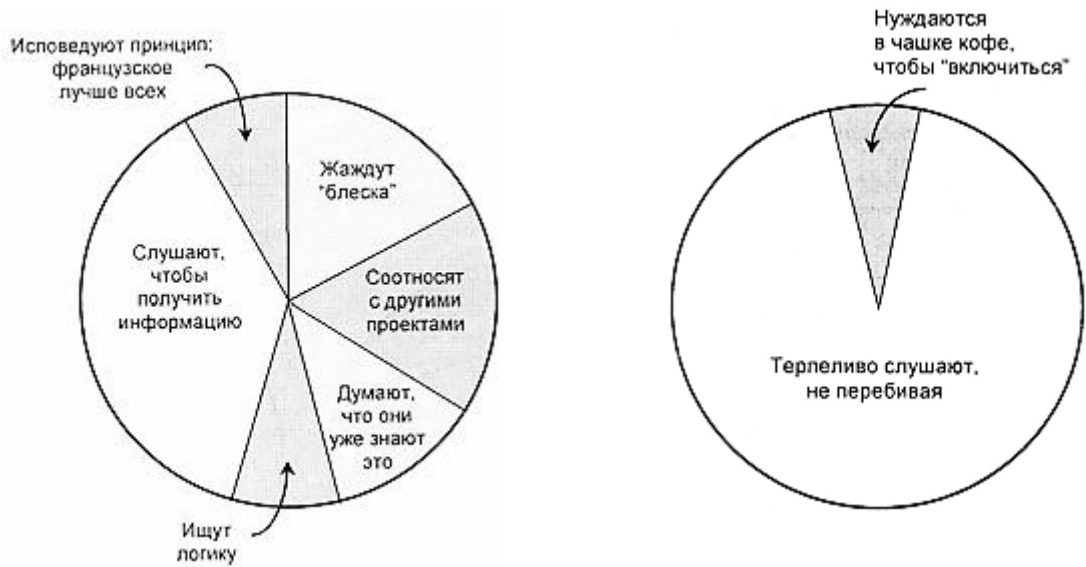 Исповедуют принцип:
французское
лучше всех
Жаждут
"блеска"
Слушают,
чтобы
получить
информацию
Соотносят
с другими
проектами
Думают,
что они
уже знают
это
Ищут
логику
Нуждаются
в чашке кофе,
чтобы "включиться"
Терпеливо слушают,
не перебивая